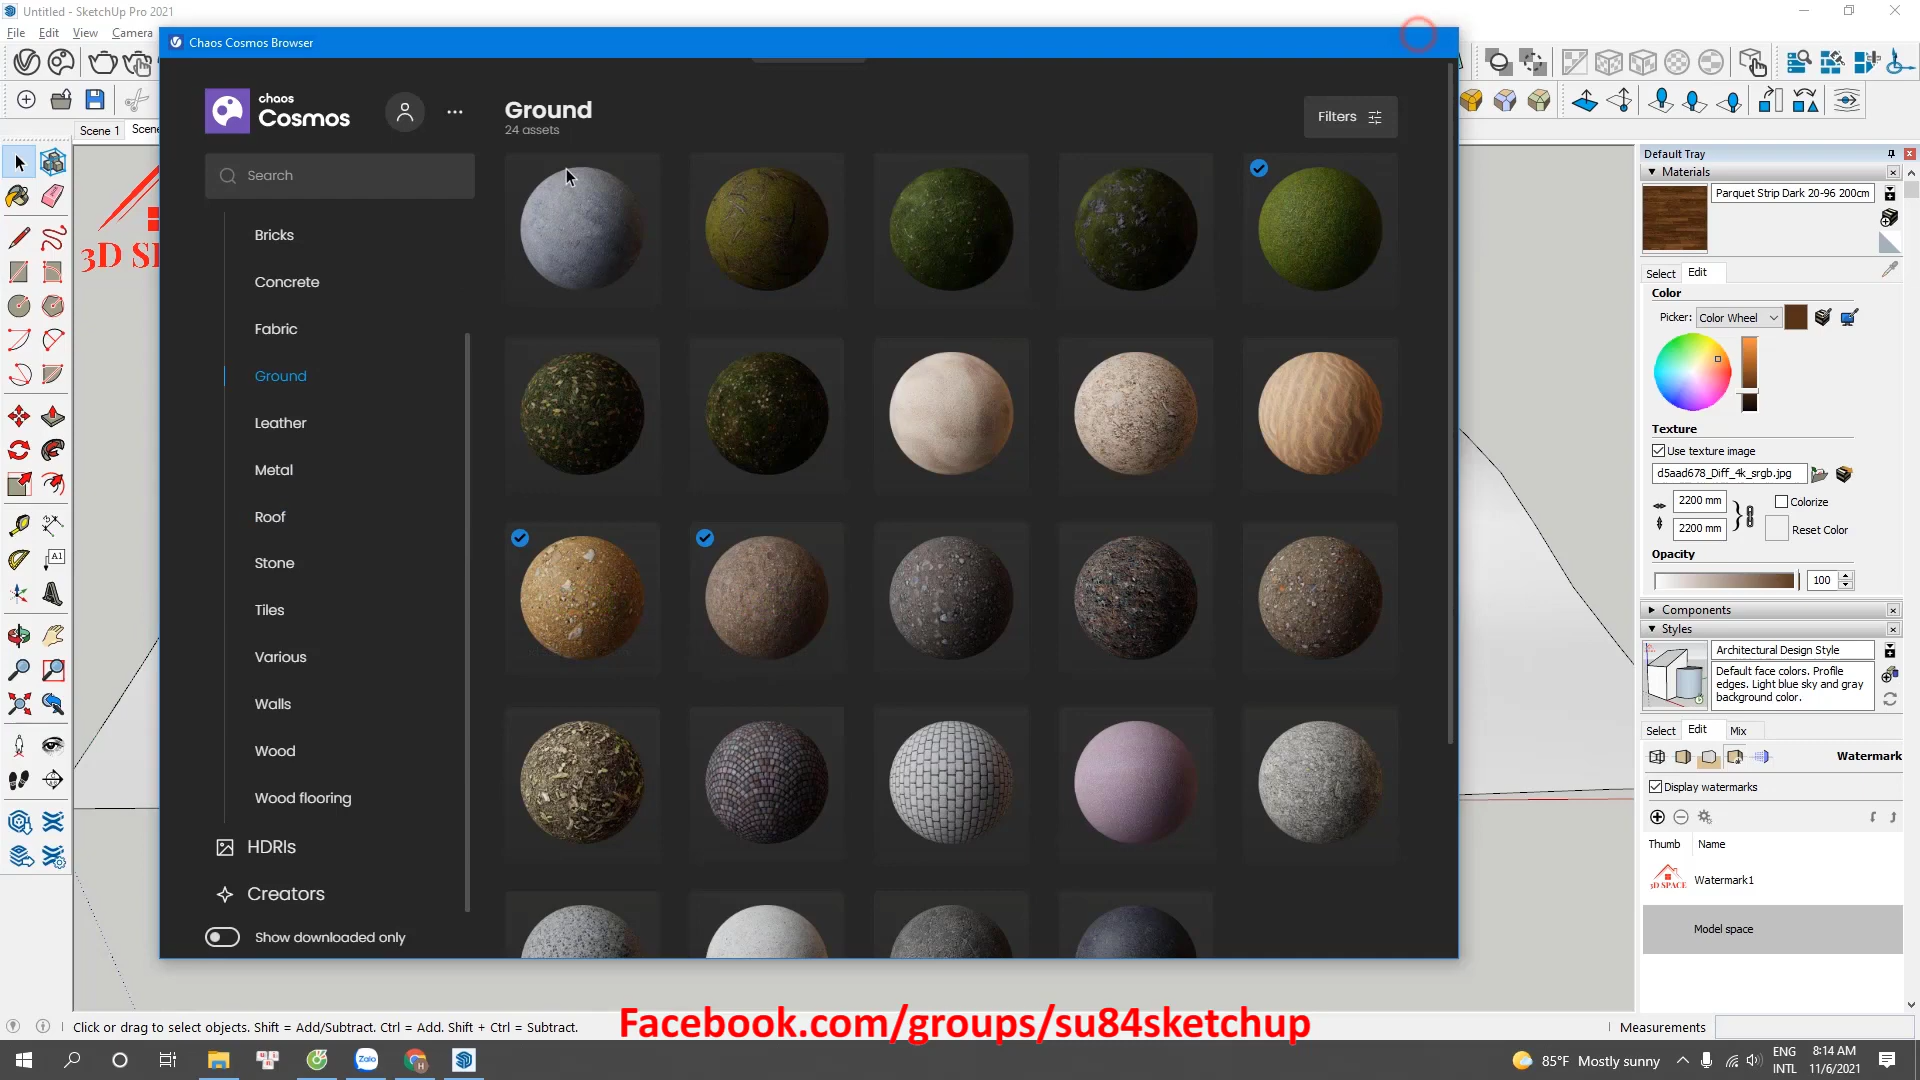 Untitled - SketchUp Pro 2021
File Edit View Camera
Chaos Cosmos Browser
Scene 1
3D S
chaos
Cosmos
Ground
24 assets
Filters
Search
Bricks
Concrete
Fabric
Ground
Leather
Metal
Roof
Stone
Tiles
Various
Walls
Wood
Wood flooring
HDRIs
Creators
Show downloaded only
Default Tray
Materials
Parquet Strip Dark 20-96 200cm
Select Edit
Color
Picker: Color Wheel
Texture
Use texture image
d5aad678_Diff_4k_srgb.jpg
2200 mm
Colorize
2200 mm
Reset Color
Opacity
100
Components
Styles
Architectural Design Style
Default face colors. Profile
edges. Light blue sky and gray
background color.
Select Edit Mix
Watermark
Display watermarks
Thumb Name
3D SPACE
Watermark1
Model space
Click or drag to select objects. Shift = Add/Subtract. Ctrl = Add. Shift + Ctrl = Subtract.
Facebook.com/groups/su84sketchup
Measurements
Zalo
85°F Mostly sunny
ENG
INTL
8:14 AM
11/6/2021